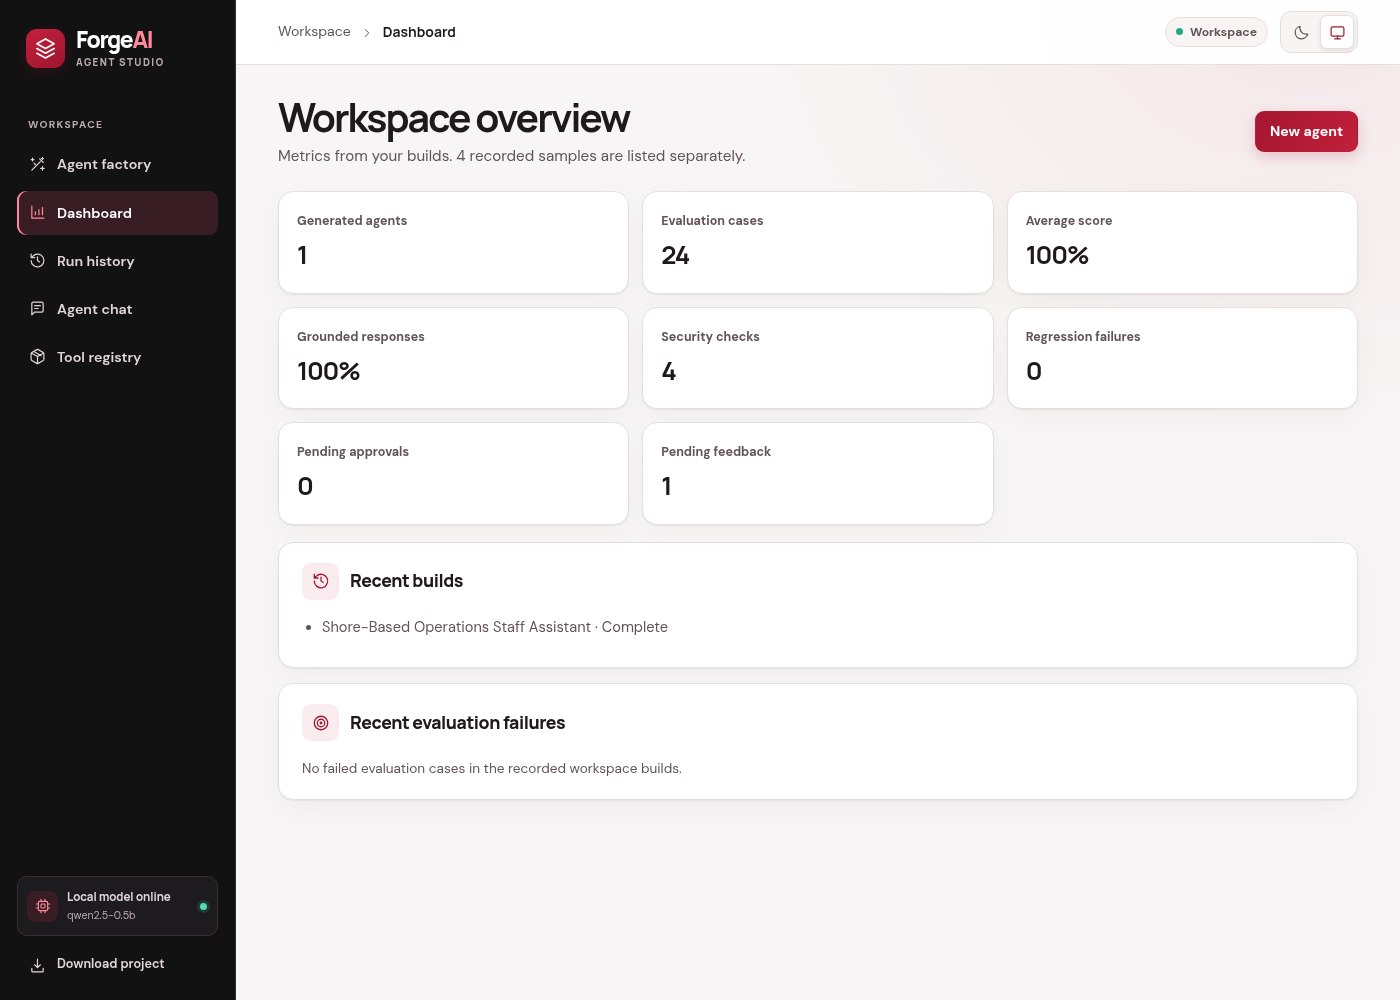 ForgeAI
AGENT STUDIO
WORKSPACE
Agent factory
Dashboard
Run history
Agent chat
Tool registry
Local model online
qwen2.5-0.5b
Download project
Workspace > Dashboard
Workspace
Workspace overview
Metrics from your builds. 4 recorded samples are listed separately.
New agent
Generated agents
1
Evaluation cases
24
Average score
100%
Grounded responses
100%
Security checks
4
Regression failures
0
Pending approvals
0
Pending feedback
1
Recent builds
• Shore-Based Operations Staff Assistant · Complete
Recent evaluation failures
No failed evaluation cases in the recorded workspace builds.